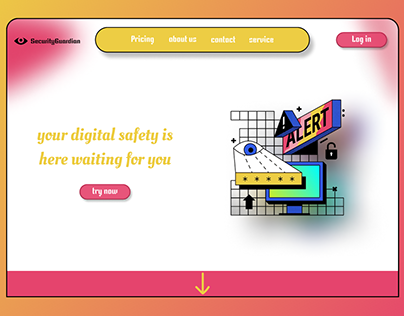 SecurityGuardian
Pricing about us contact service
Log in
your digital safety is
here waiting for you
try now
ALERT
* * * * *